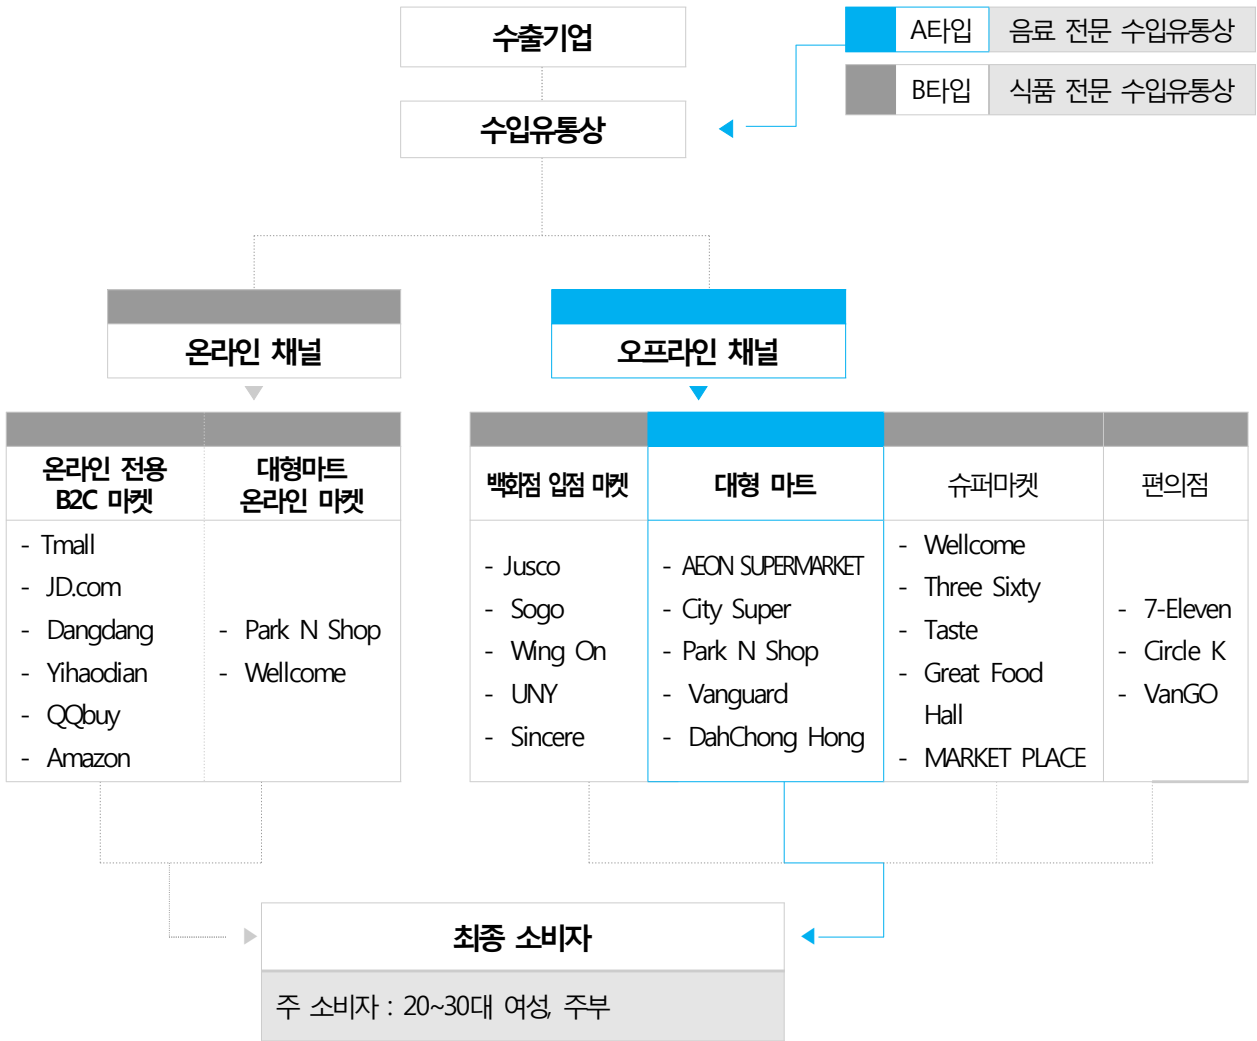 수출기업
A타입 음료 전문 수입유통상
B타입 식품 전문 수입유통상
수입유통상
온라인 채널
오프라인 채널
온라인 전용
B2C 마켓
- Tmall
- JD.com
- Dangdang
- Yihaodian
- QQbuy
- Amazon
대형마트
온라인 마켓
- Park N Shop
- Wellcome
백화점 입점 마켓
- Jusco
- Sogo
- Wing On
- UNY
- Sincere
대형 마트
- AEON SUPERMARKET
- City Super
- Park N Shop
- Vanguard
- DahChong Hong
슈퍼마켓
- Wellcome
- Three Sixty
- Taste
- Great Food
Hall
- MARKET PLACE
편의점
- 7-Eleven
- Circle K
- VanGO
최종 소비자
주 소비자 : 20~30대 여성, 주부